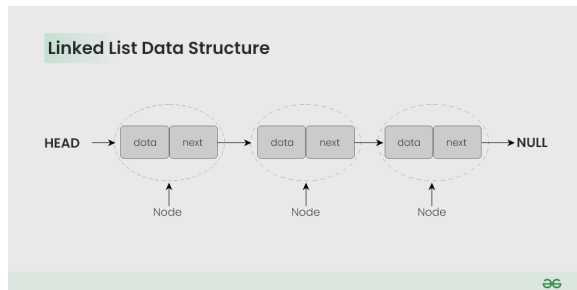 Linked List Data Structure
HEAD data next data next data next NULL
Node Node Node